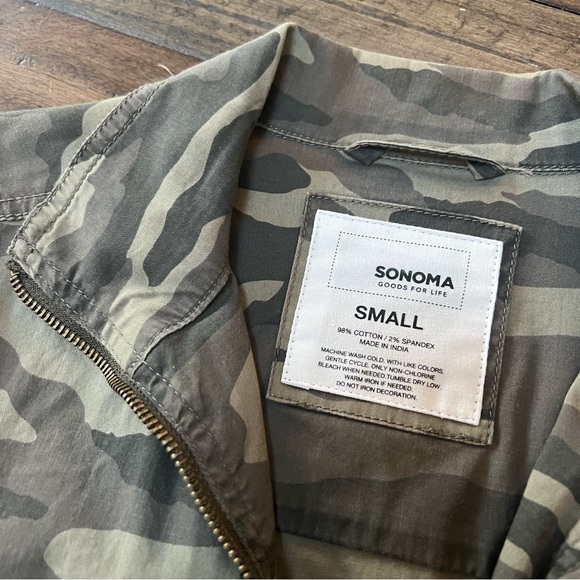 SONOMA
GOODS FOR LIFE
SMALL
98% COTTON / 2% SPANDEX
MADE IN INDIA
MACHINE WASH COLD. WITH LIKE COLORS.
GENTLE CYCLE. ONLY NON-CHLORINE
BLEACH WHEN NEEDED.TUMBLE DRY LOW
WARM IRON IF NEEDED.
DO NOT IRON DECORATION.